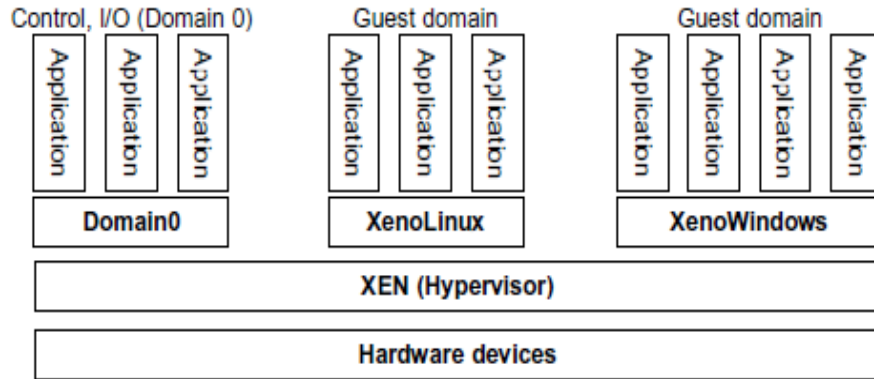 Control, I/O (Domain 0)
Guest domain
Guest domain
Application
Application
Application
Application
Application
Application
Application
Application
Application
Application
Domain0
XenoLinux
XenoWindows
XEN (Hypervisor)
Hardware devices